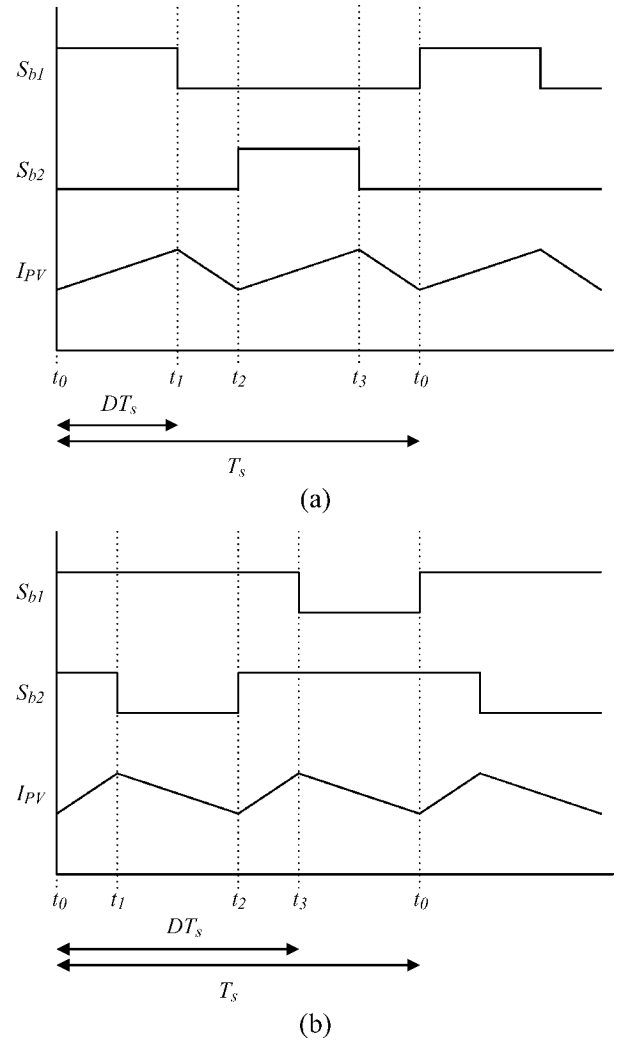 S_b1
S_b2
I_PV
t_0 t_1 t_2 t_3 t_0
DT_s
T_s
(a)
S_b1
S_b2
I_PV
t_0 t_1 t_2 t_3 t_0
DT_s
T_s
(b)